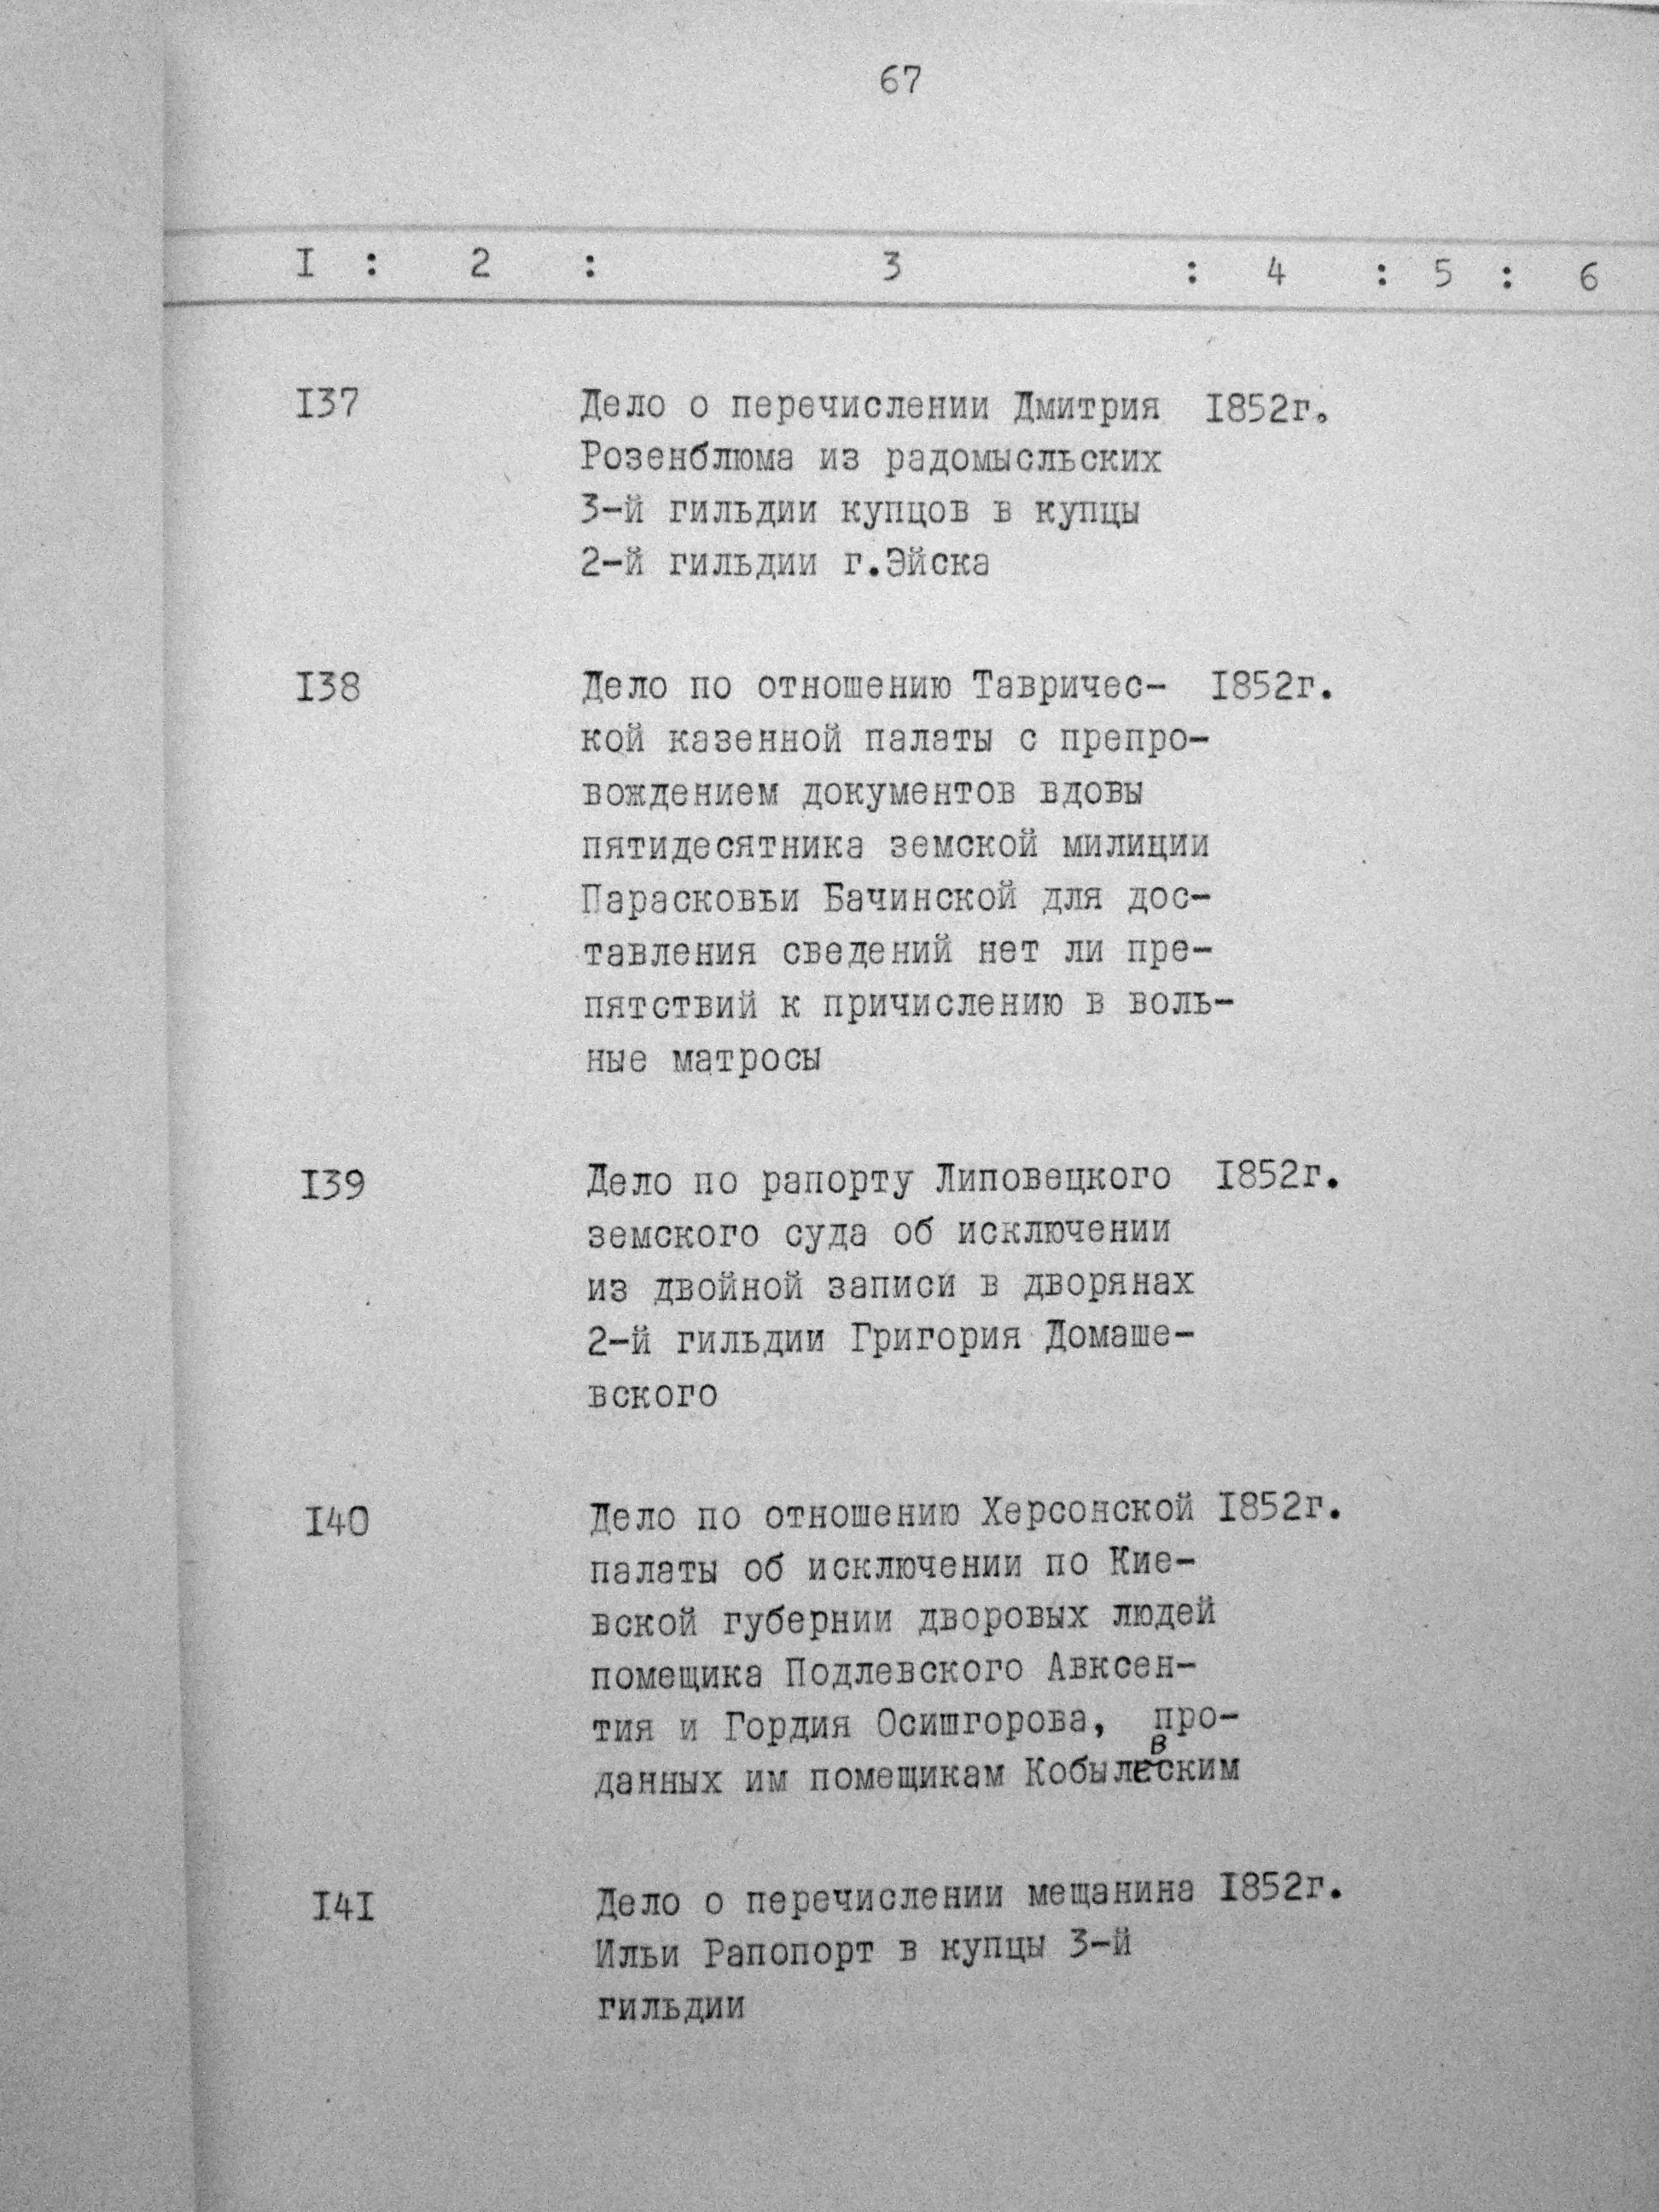 67
I : 2 : 3 : 4 : 5 : 6
I37 Дело о перечислении Дмитрия I852г.
Розенблюма из радомысльских
3-й гильдии купцов в купцы
2-й гильдии г.Эйска
I38 Дело по отношению Тавричес- I852г.
кой казенной палаты с препро-
вождением документов вдовы
пятидесятника земской милиции
Парасковьи Бачинской для дос-
тавления сведений нет ли пре-
пятствий к причислению в воль-
ные матросы
I39 Дело по рапорту Липовецкого I852г.
земского суда об исключении
из двойной записи в дворянах
2-й гильдии Григория Домаше-
вского
I40 Дело по отношению Херсонской I852г.
палаты об исключении по Кие-
вской губернии дворовых людей
помещика Подлевского Авксен-
тия и Гордия Осишгорова, про-
данных им помещикам Кобылевским
I4I Дело о перечислении мещанина I852г.
Ильи Рапопорт в купцы 3-й
гильдии